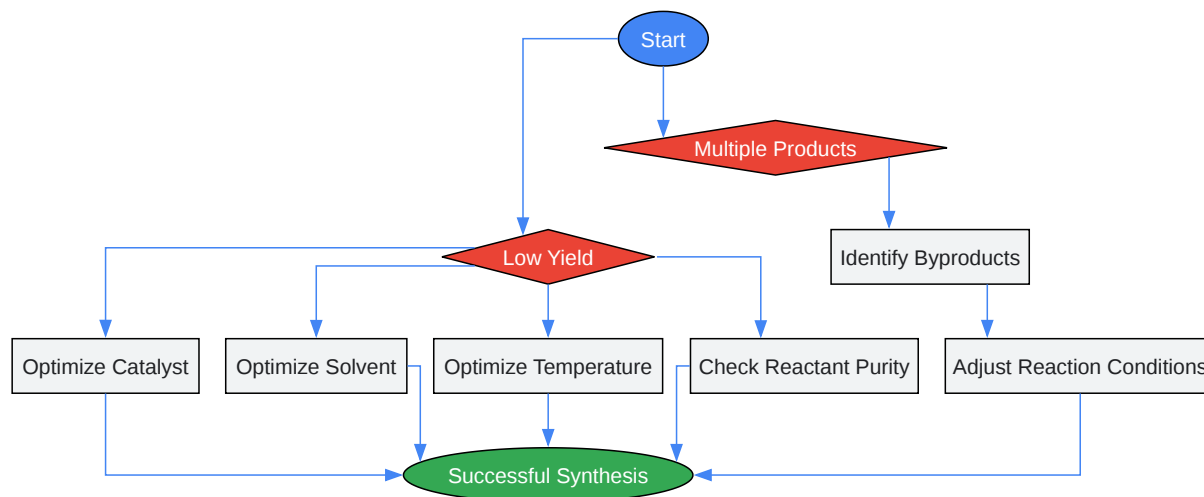 Start
Multiple Products
Low Yield
Identify Byproducts
Optimize Catalyst
Optimize Solvent
Optimize Temperature
Check Reactant Purity
Adjust Reaction Conditions
Successful Synthesis